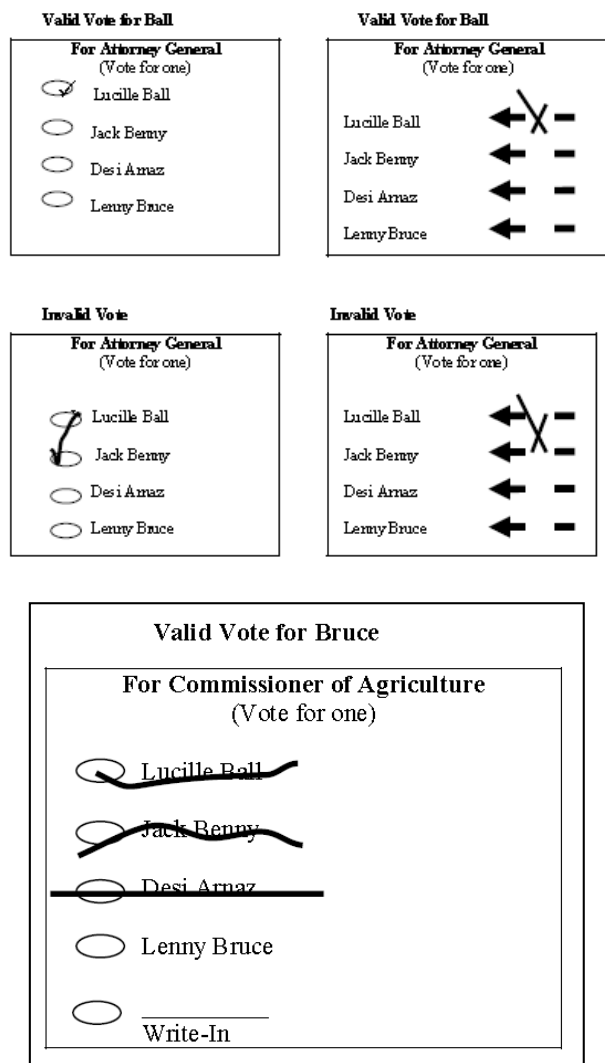 Valid Vote for Ball
For Attorney General
(Vote for one)
Lucille Ball
Jack Benny
Desi Arnaz
Lenny Bruce
Valid Vote for Ball
For Attorney General
(Vote for one)
Lucille Ball
Jack Benny
Desi Arnaz
Lenny Bruce
Invalid Vote
For Attorney General
(Vote for one)
Lucille Ball
Jack Benny
Desi Arnaz
Lenny Bruce
Invalid Vote
For Attorney General
(Vote for one)
Lucille Ball
Jack Benny
Desi Arnaz
Lenny Bruce
Valid Vote for Bruce
For Commissioner of Agriculture
(Vote for one)
Lucille Ball
Jack Benny
Desi Arnaz
Lenny Bruce
Write-In